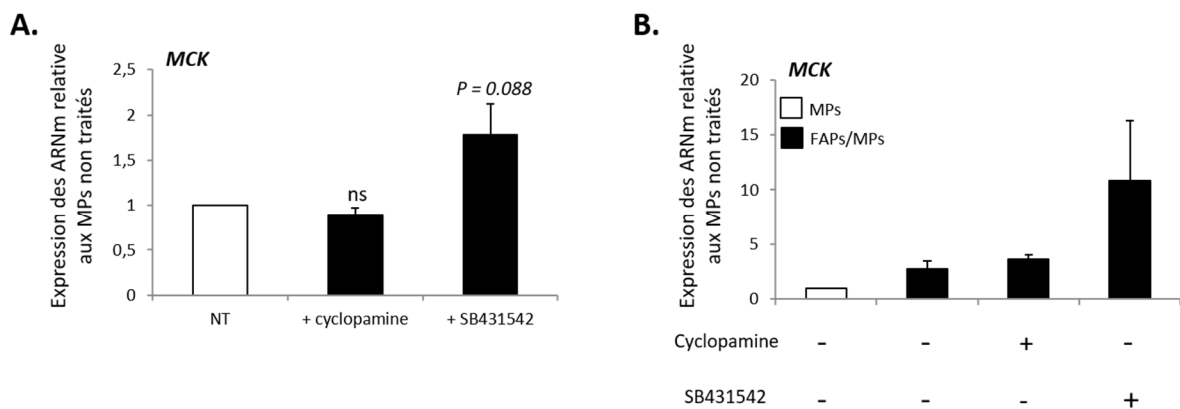 A.
Expression des ARNm relative
aux MPs non traités
MCK
2,5
2
1,5
1
0,5
0
ns
P = 0.088
NT
+ cyclopamine
+ SB431542
B.
Expression des ARNm relative
aux MPs non traités
MCK
MPs
FAPs/MPs
20
15
10
5
0
Cyclopamine - - + -
SB431542 - - - +